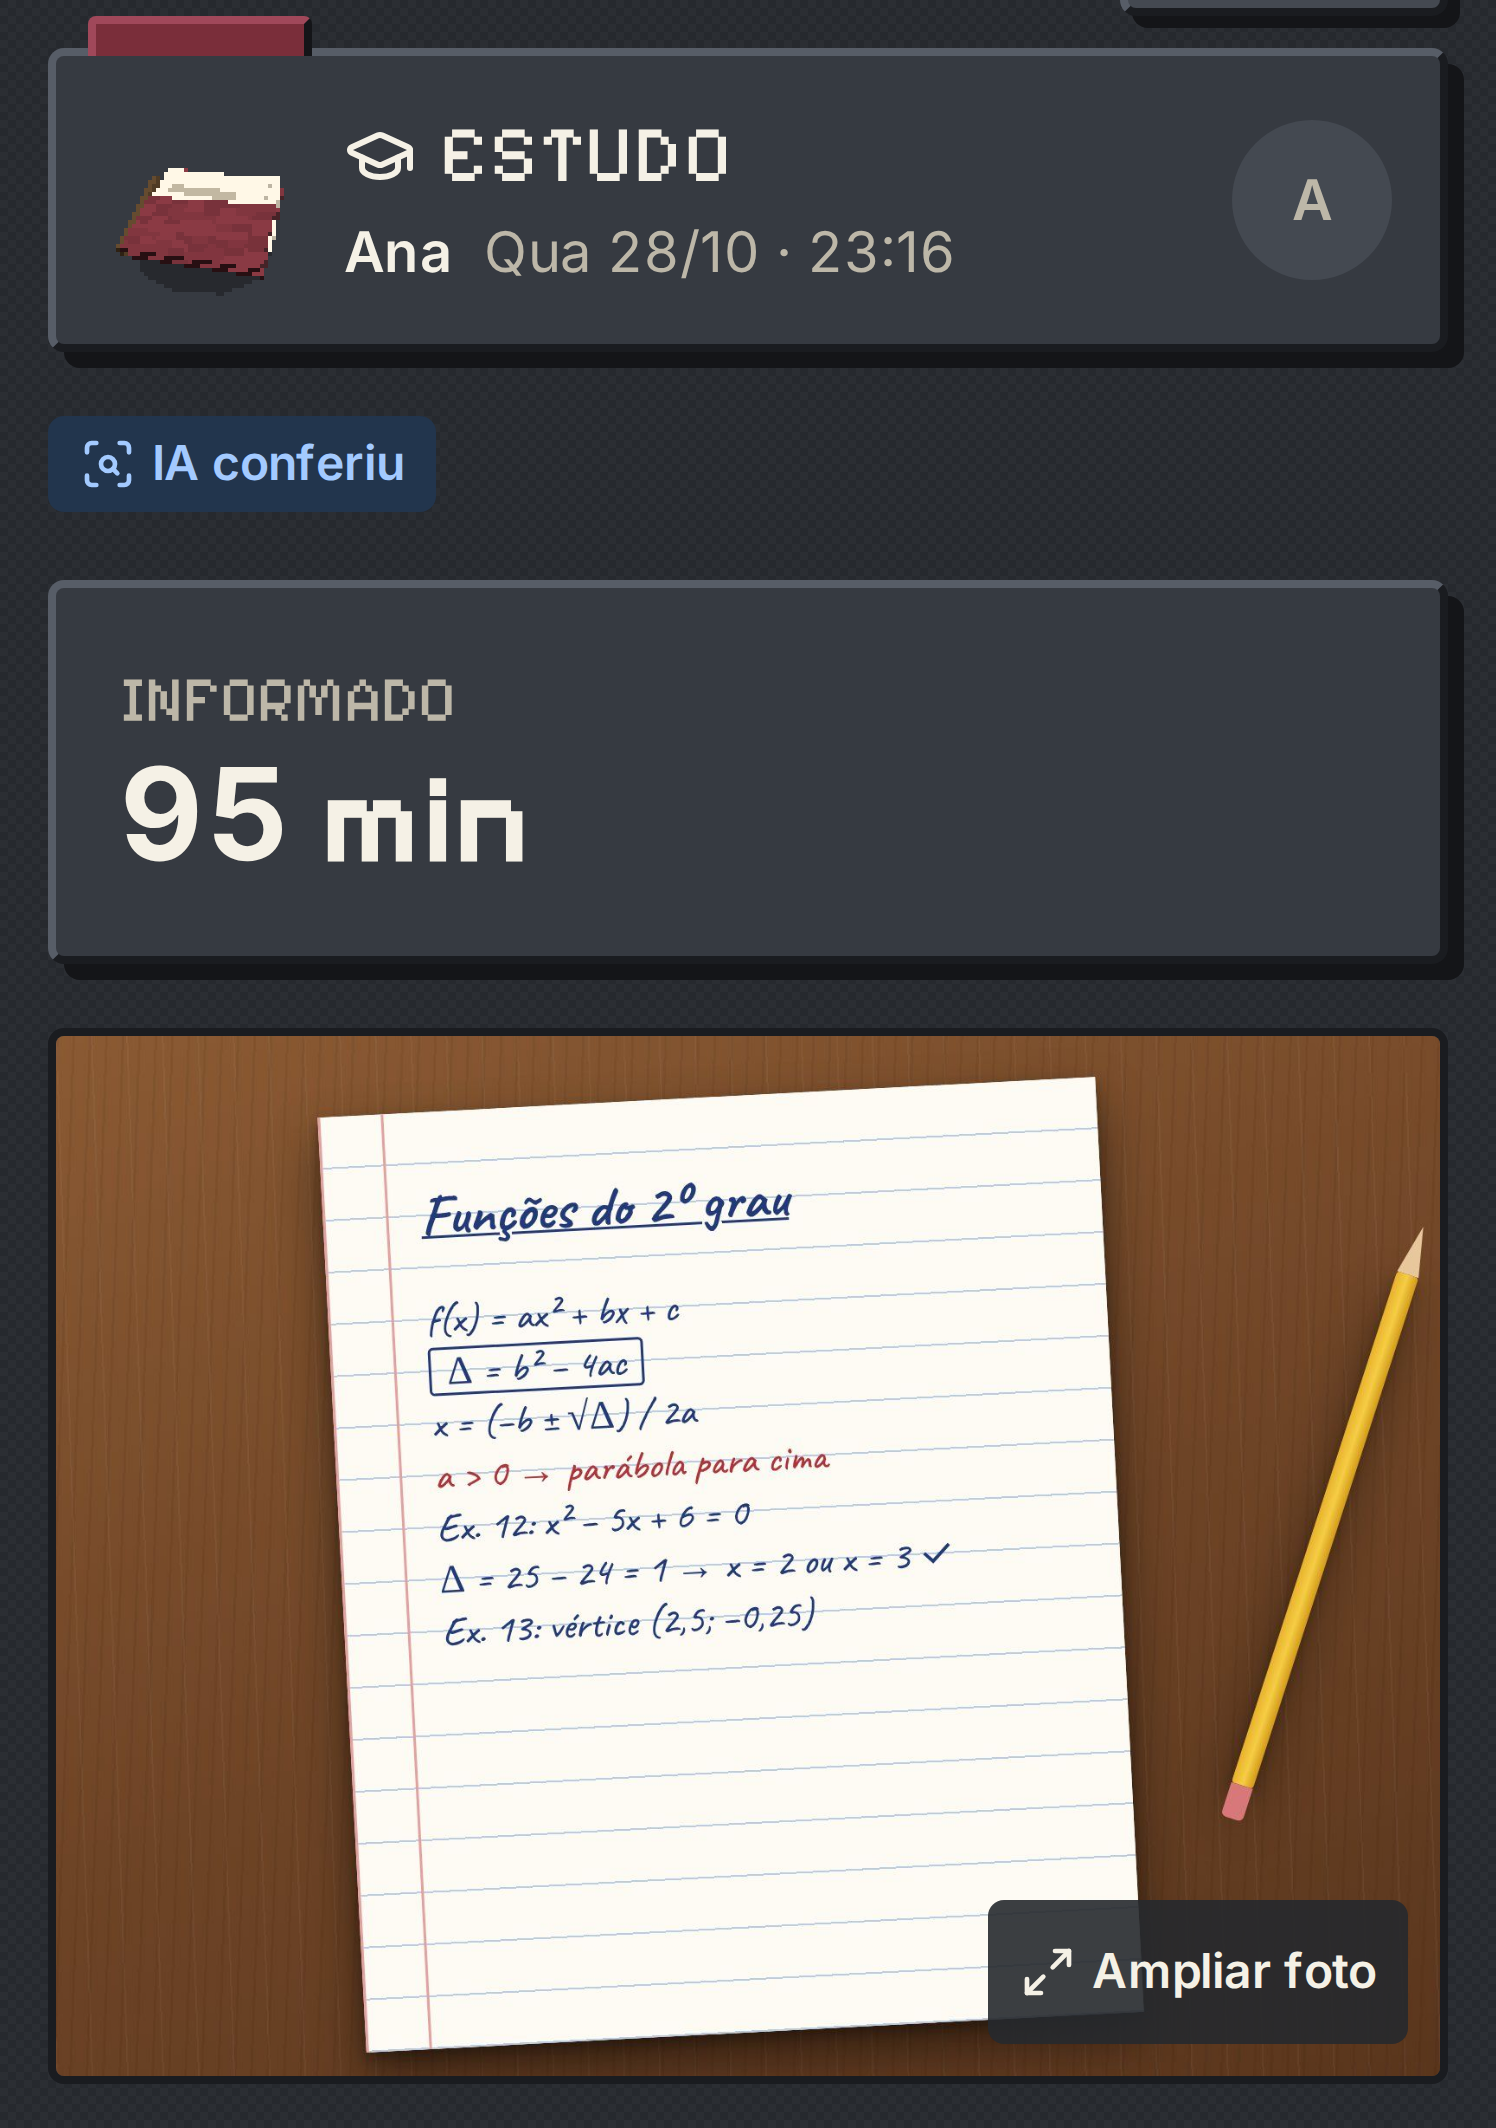 ESTUDO
Ana Qua 28/10 · 23:16
A
IA conferiu
INFORMADO
95 min
Funções do 2º grau
f(x) = ax² + bx + c
Δ = b² − 4ac
x = (−b ± √Δ) / 2a
a > 0 → parábola para cima
Ex. 12: x² − 5x + 6 = 0
Δ = 25 − 24 = 1 → x = 2 ou x = 3 ✓
Ex. 13: vértice (2,5; −0,25)
Ampliar foto